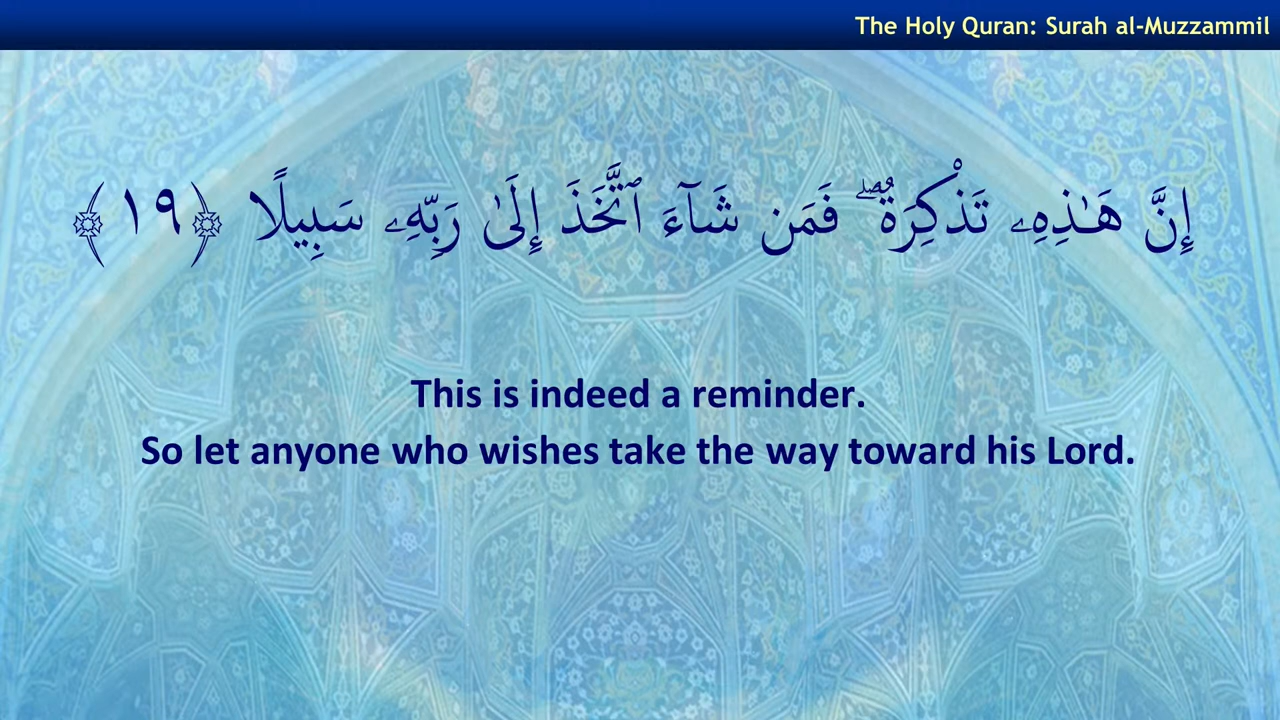 The Holy Quran: Surah al-Muzzammil
إِنَّ هَـٰذِهِۦ تَذْكِرَةٌ ۖ فَمَن شَآءَ ٱتَّخَذَ إِلَىٰ رَبِّهِۦ سَبِيلًا ﴿١٩﴾
This is indeed a reminder.
So let anyone who wishes take the way toward his Lord.